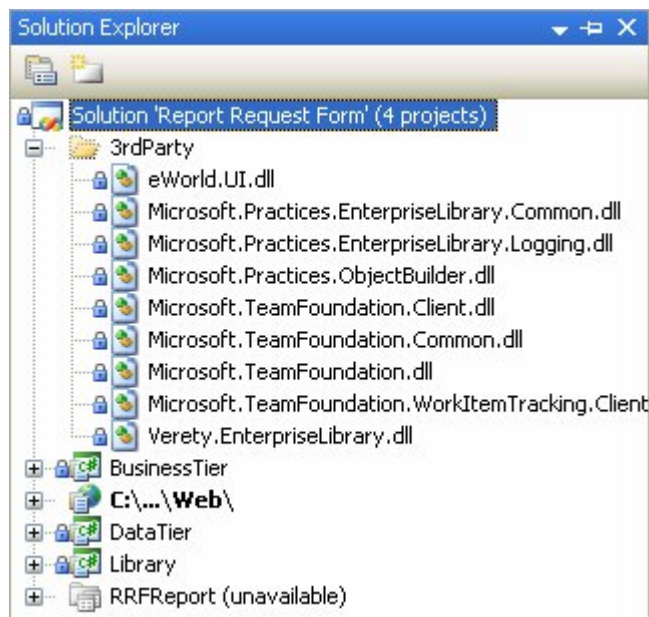 Solution Explorer
Solution 'Report Request Form' (4 projects)
3rdParty
eWorld.UI.dll
Microsoft.Practices.EnterpriseLibrary.Common.dll
Microsoft.Practices.EnterpriseLibrary.Logging.dll
Microsoft.Practices.ObjectBuilder.dll
Microsoft.TeamFoundation.Client.dll
Microsoft.TeamFoundation.Common.dll
Microsoft.TeamFoundation.dll
Microsoft.TeamFoundation.WorkItemTracking.Client
Verety.EnterpriseLibrary.dll
BusinessTier
C:\...\Web\
DataTier
Library
RRFReport (unavailable)